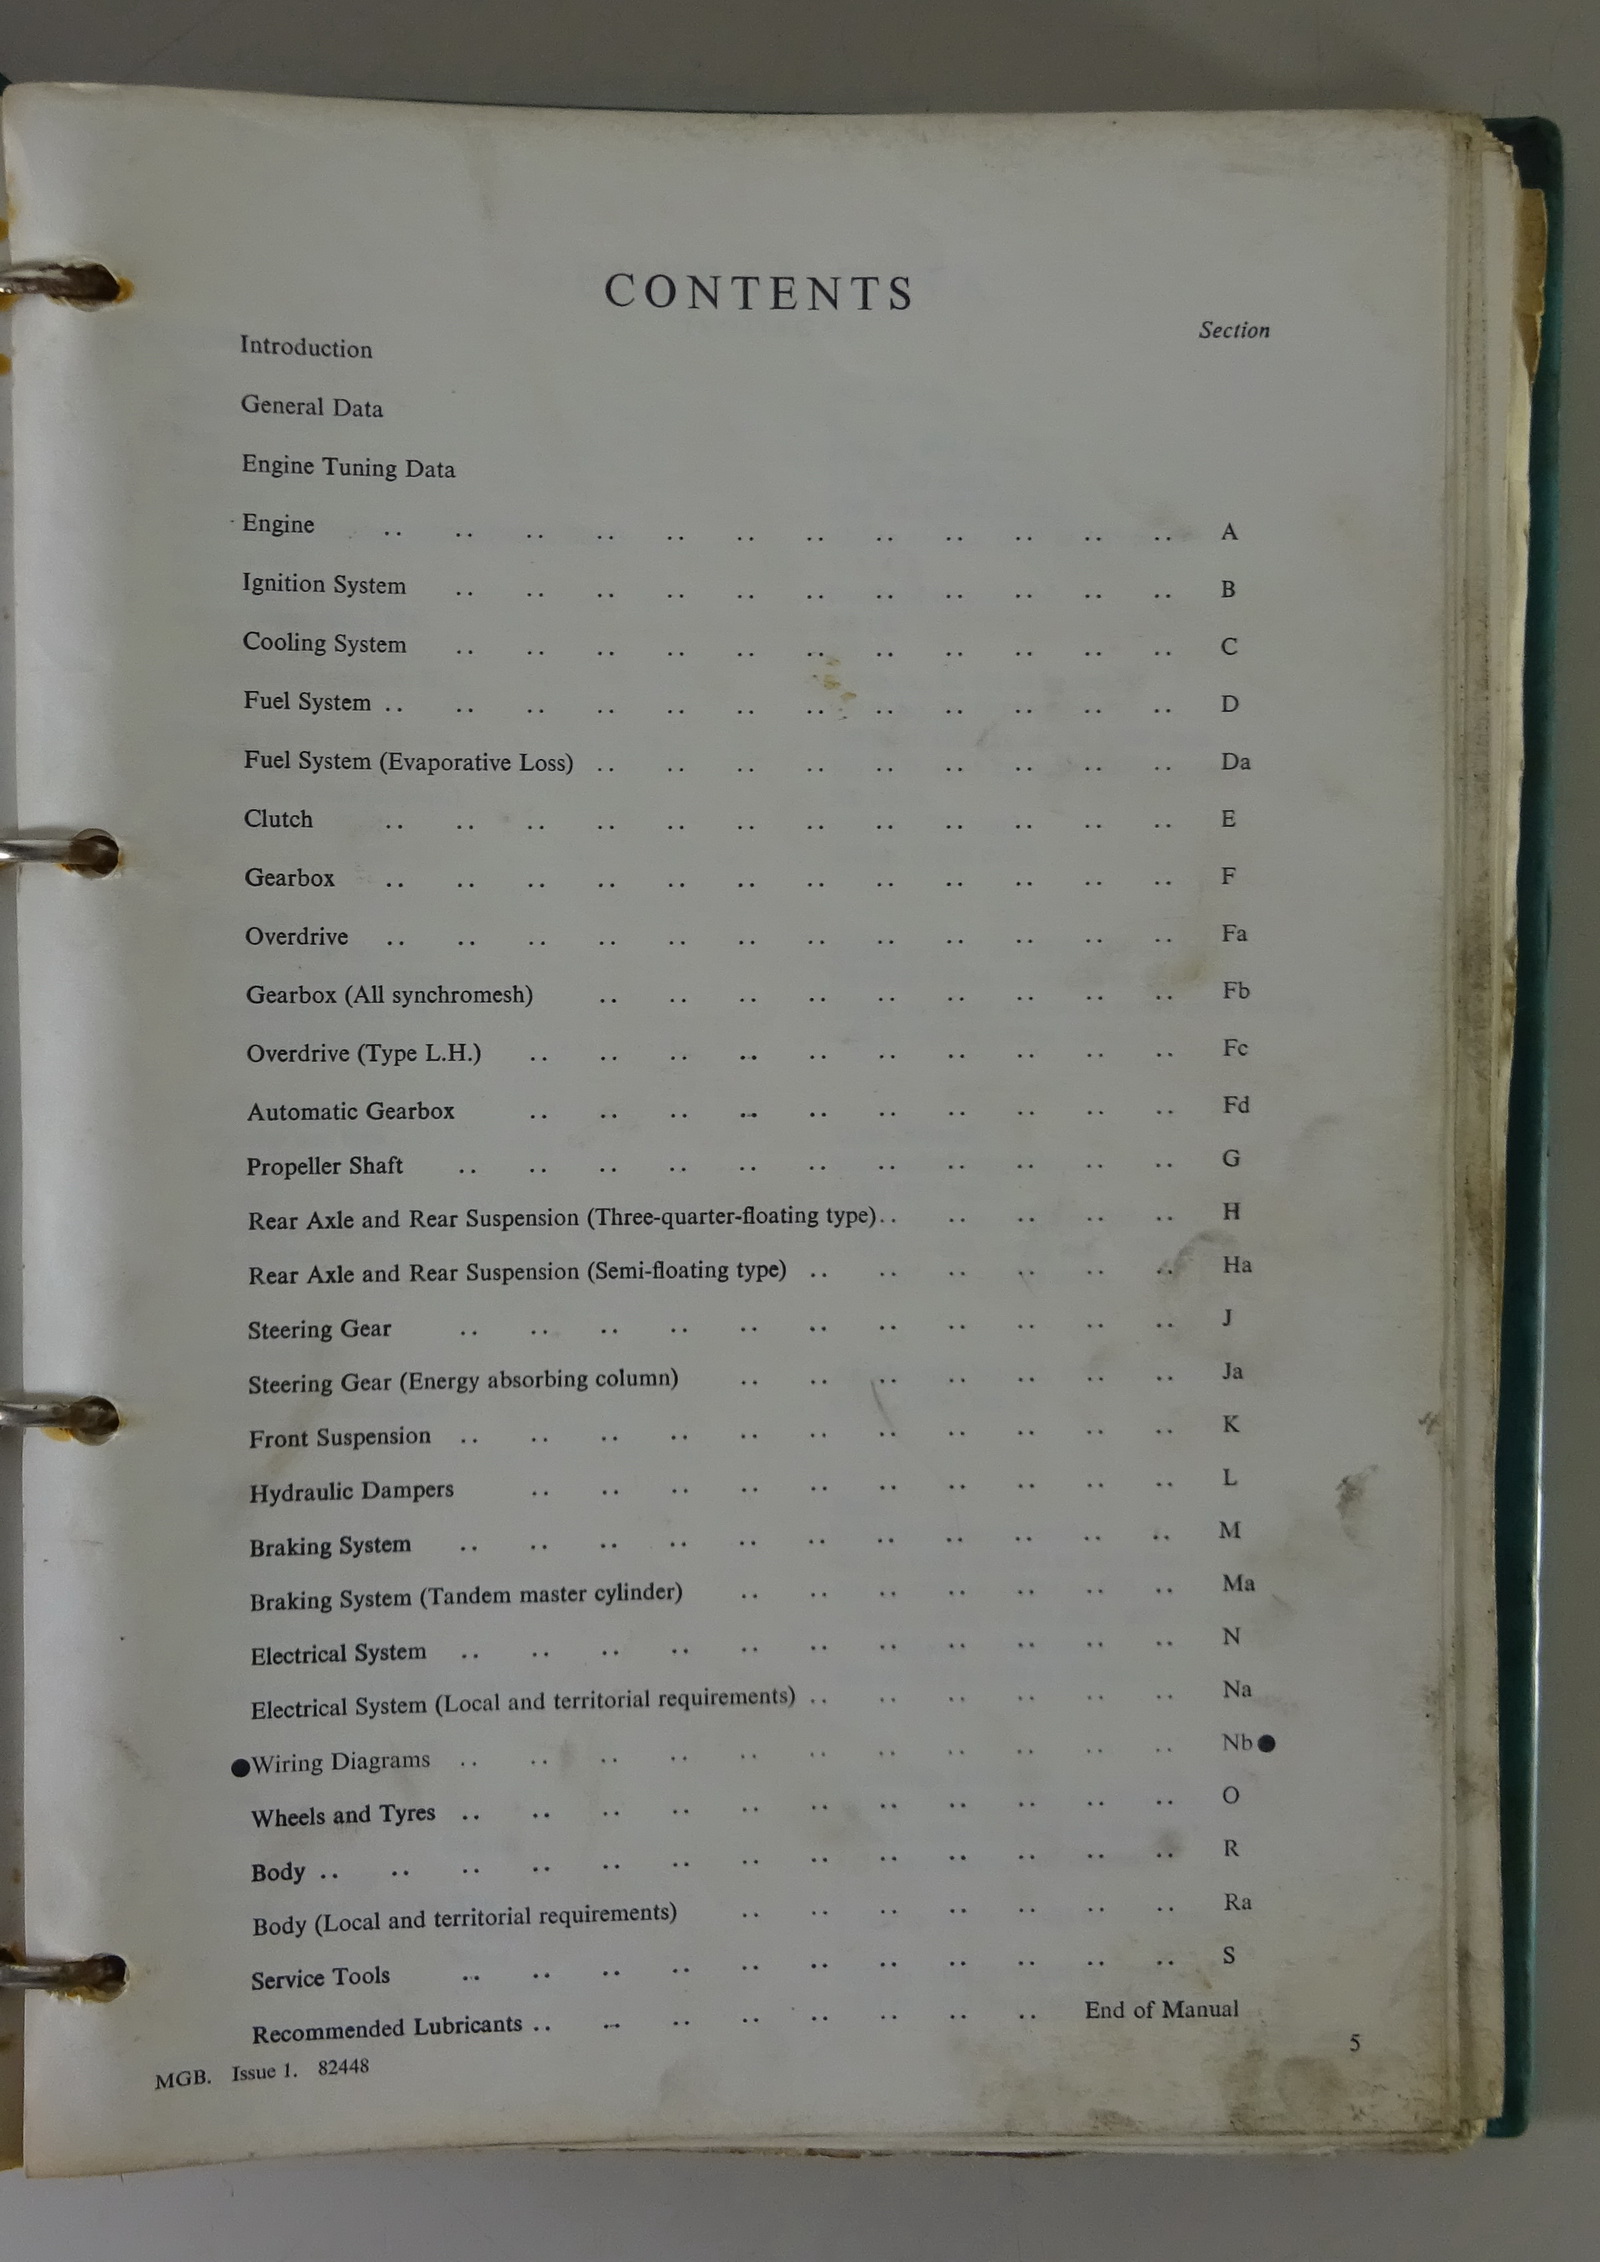 CONTENTS
Section
Introduction
General Data
Engine Tuning Data
Engine .. .. .. .. .. .. .. .. .. .. .. .. A
Ignition System .. .. .. .. .. .. .. .. .. .. .. B
Cooling System .. .. .. .. .. .. .. .. .. .. .. C
Fuel System .. .. .. .. .. .. .. .. .. .. .. .. D
Fuel System (Evaporative Loss) .. .. .. .. .. .. .. .. .. Da
Clutch .. .. .. .. .. .. .. .. .. .. .. .. E
Gearbox .. .. .. .. .. .. .. .. .. .. .. .. F
Overdrive .. .. .. .. .. .. .. .. .. .. .. .. Fa
Gearbox (All synchromesh) .. .. .. .. .. .. .. .. .. Fb
Overdrive (Type L.H.) .. .. .. .. .. .. .. .. .. .. Fc
Automatic Gearbox .. .. .. .. .. .. .. .. .. .. Fd
Propeller Shaft .. .. .. .. .. .. .. .. .. .. .. G
Rear Axle and Rear Suspension (Three-quarter-floating type) .. .. .. .. .. H
Rear Axle and Rear Suspension (Semi-floating type) .. .. .. .. .. .. Ha
Steering Gear .. .. .. .. .. .. .. .. .. .. .. J
Steering Gear (Energy absorbing column) .. .. .. .. .. .. .. Ja
Front Suspension .. .. .. .. .. .. .. .. .. .. .. K
Hydraulic Dampers .. .. .. .. .. .. .. .. .. .. L
Braking System .. .. .. .. .. .. .. .. .. .. .. M
Braking System (Tandem master cylinder) .. .. .. .. .. .. .. Ma
Electrical System .. .. .. .. .. .. .. .. .. .. .. N
Electrical System (Local and territorial requirements) .. .. .. .. .. .. Na
●Wiring Diagrams .. .. .. .. .. .. .. .. .. .. .. Nb●
Wheels and Tyres .. .. .. .. .. .. .. .. .. .. .. O
Body .. .. .. .. .. .. .. .. .. .. .. .. .. R
Body (Local and territorial requirements) .. .. .. .. .. .. .. Ra
Service Tools .. .. .. .. .. .. .. .. .. .. .. S
Recommended Lubricants .. .. .. .. .. .. .. .. End of Manual
5
MGB. Issue 1. 82448